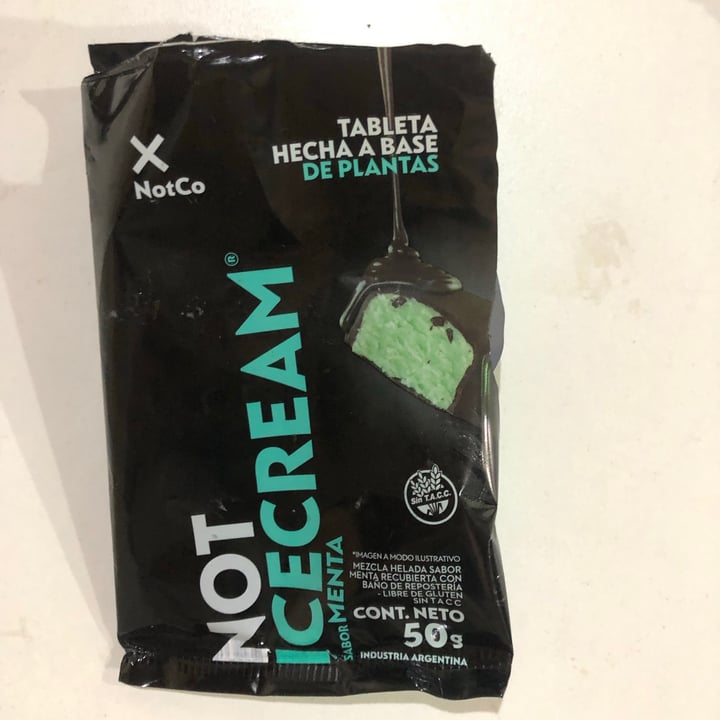 NotCo
TABLETA
HECHA A BASE
DE PLANTAS
NOT
ICECREAM®
SABOR MENTA
Sin T.A.C.C.
*IMAGEN A MODO ILUSTRATIVO
MEZCLA HELADA SABOR
MENTA RECUBIERTA CON
BAÑO DE REPOSTERÍA
- LIBRE DE GLUTEN
SIN T A C C
CONT. NETO
50g
INDUSTRIA ARGENTINA